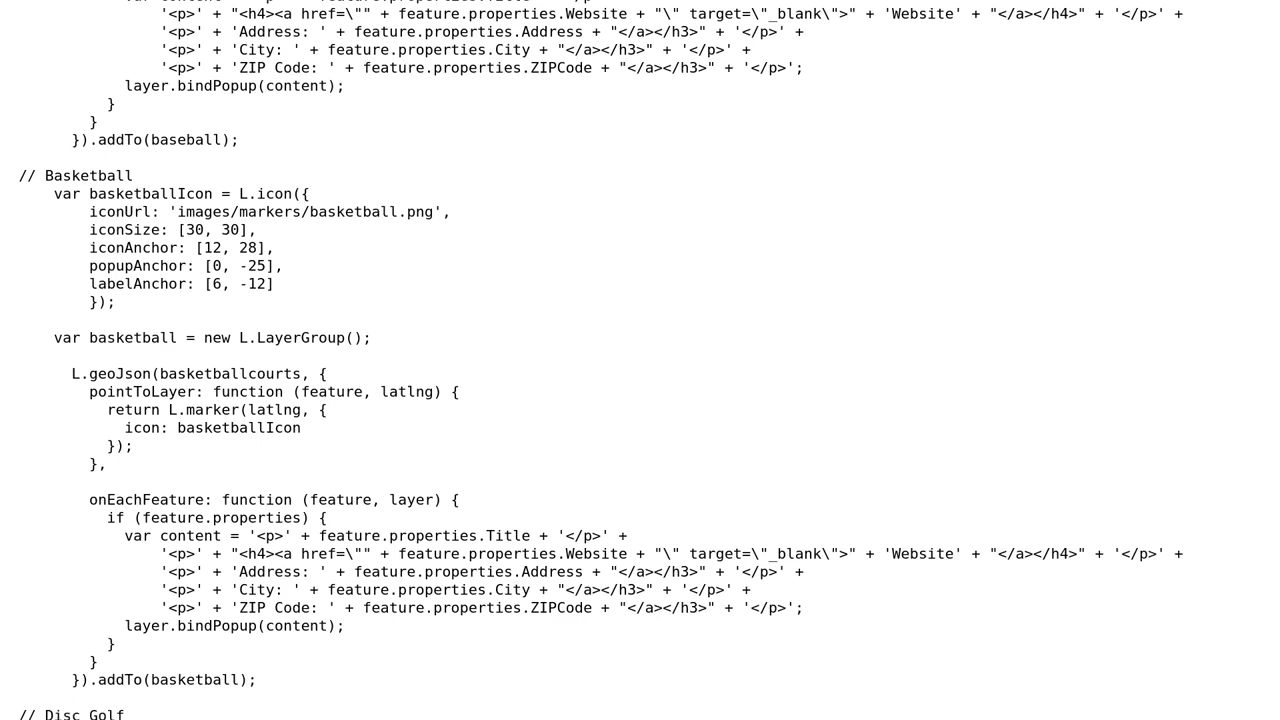 '<p>' + "<h4><a href=\"" + feature.properties.Website + "\" target=\"_blank\">" + 'Website' + "</a></h4>" + '</p>' +
'<p>' + 'Address: ' + feature.properties.Address + "</a></h3>" + '</p>' +
'<p>' + 'City: ' + feature.properties.City + "</a></h3>" + '</p>' +
'<p>' + 'ZIP Code: ' + feature.properties.ZIPCode + "</a></h3>" + '</p>';
layer.bindPopup(content);
}
}
}).addTo(baseball);
// Basketball
var basketballIcon = L.icon({
iconUrl: 'images/markers/basketball.png',
iconSize: [30, 30],
iconAnchor: [12, 28],
popupAnchor: [0, -25],
labelAnchor: [6, -12]
});
var basketball = new L.LayerGroup();
L.geoJson(basketballcourts, {
pointToLayer: function (feature, latlng) {
return L.marker(latlng, {
icon: basketballIcon
});
},
onEachFeature: function (feature, layer) {
if (feature.properties) {
var content = '<p>' + feature.properties.Title + '</p>' +
'<p>' + "<h4><a href=\"" + feature.properties.Website + "\" target=\"_blank\">" + 'Website' + "</a></h4>" + '</p>' +
'<p>' + 'Address: ' + feature.properties.Address + "</a></h3>" + '</p>' +
'<p>' + 'City: ' + feature.properties.City + "</a></h3>" + '</p>' +
'<p>' + 'ZIP Code: ' + feature.properties.ZIPCode + "</a></h3>" + '</p>';
layer.bindPopup(content);
}
}
}).addTo(basketball);
// Disc Golf